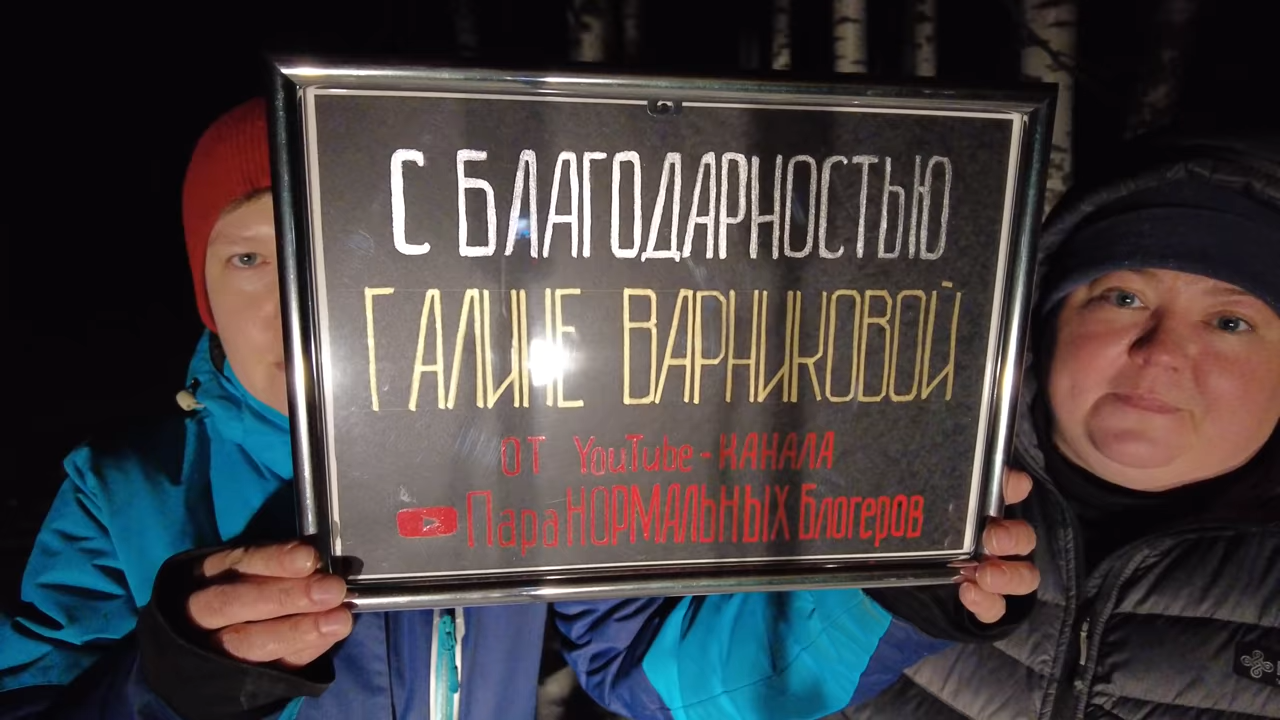 С БЛАГОДАРНОСТЬЮ
ГАЛИНЕ ВАРНИКОВОЙ
ОТ YouTube-КАНАЛА
ПараНОРМАЛЬНЫХ Блогеров